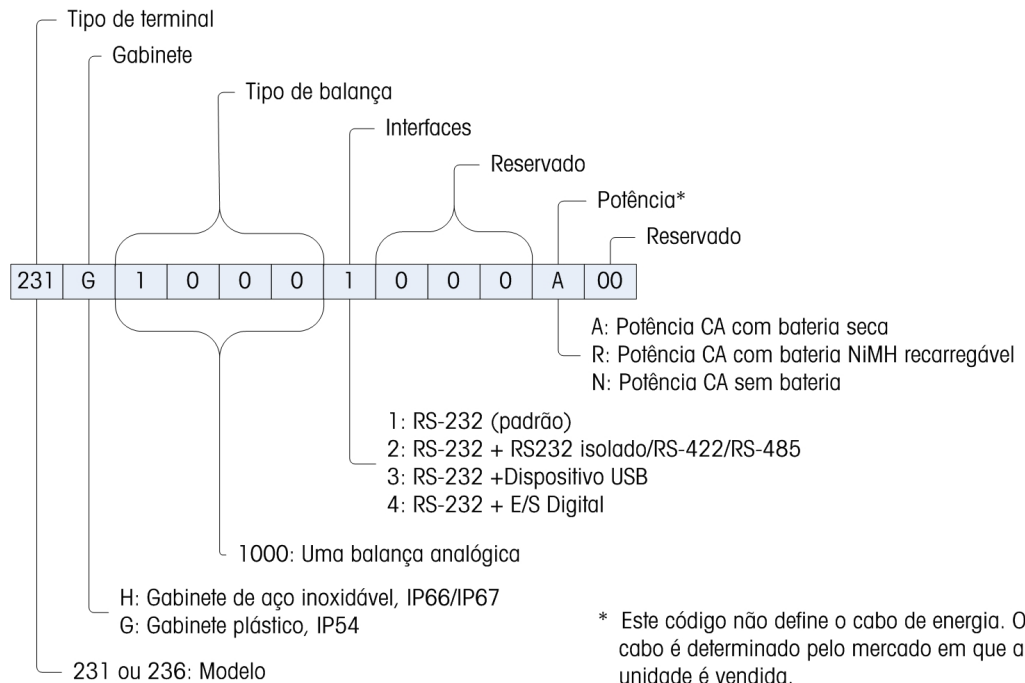 Tipo de terminal
Gabinete
Tipo de balança
Interfaces
Reservado
Potência*
Reservado
231 G 1 0 0 0 1 0 0 0 A 00
A: Potência CA com bateria seca
R: Potência CA com bateria NiMH recarregável
N: Potência CA sem bateria
1: RS-232 (padrão)
2: RS-232 + RS232 isolado/RS-422/RS-485
3: RS-232 +Dispositivo USB
4: RS-232 + E/S Digital
1000: Uma balança analógica
H: Gabinete de aço inoxidável, IP66/IP67
G: Gabinete plástico, IP54
231 ou 236: Modelo
* Este código não define o cabo de energia. O
cabo é determinado pelo mercado em que a
unidade é vendida.